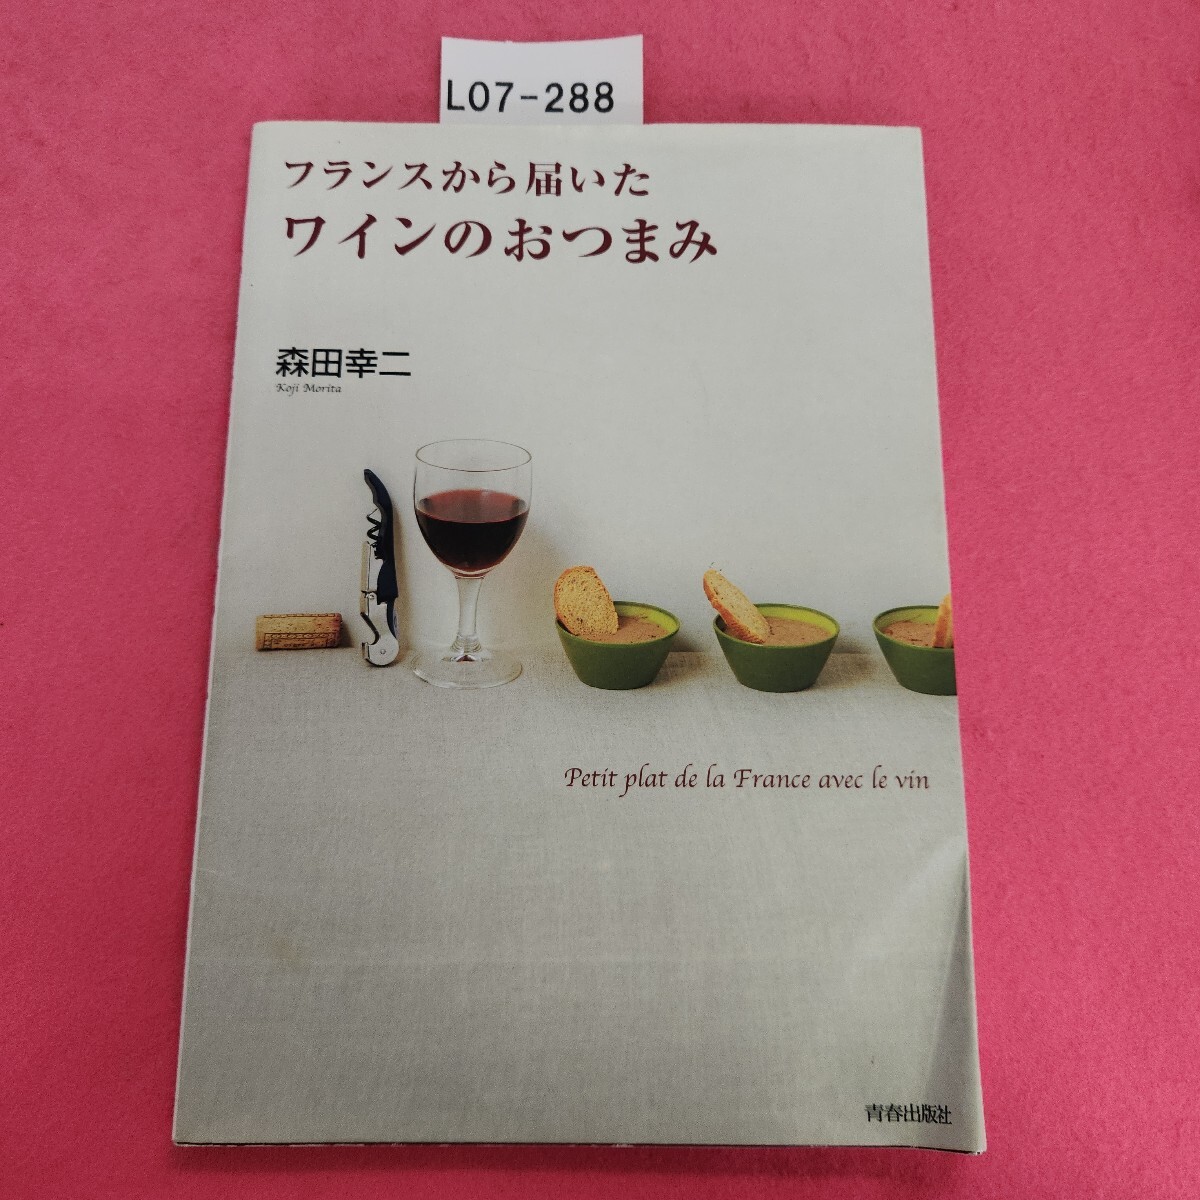 L07-288
フランスから届いた
ワインのおつまみ
森田幸二
Koji Morita
Petit plat de la France avec le vin
青春出版社